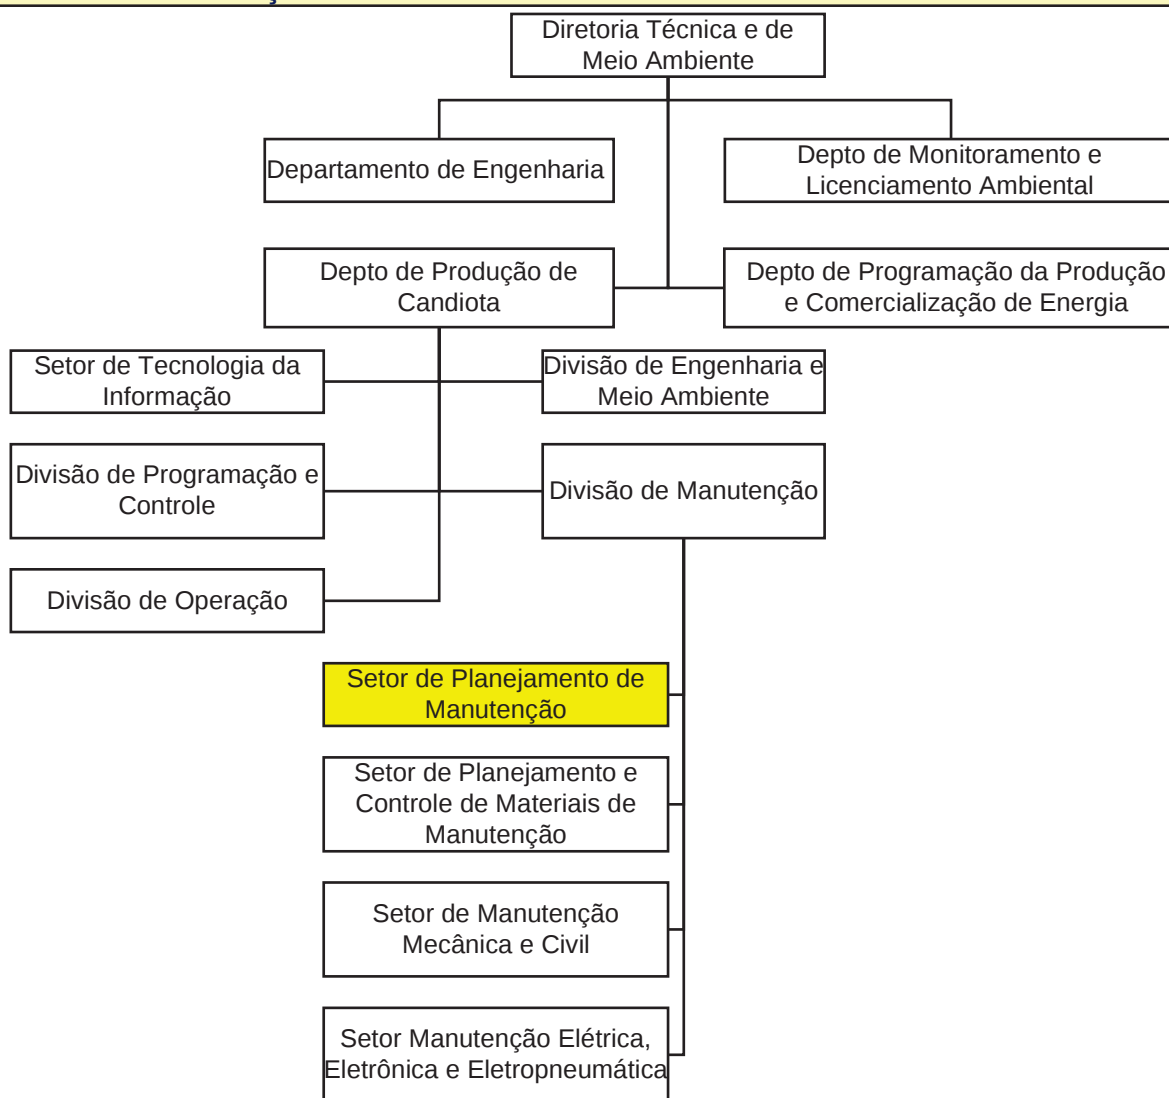 Diretoria Técnica e de
Meio Ambiente
Departamento de Engenharia
Depto de Monitoramento e
Licenciamento Ambiental
Depto de Produção de
Candiota
Depto de Programação da Produção
e Comercialização de Energia
Setor de Tecnologia da
Informação
Divisão de Engenharia e
Meio Ambiente
Divisão de Programação e
Controle
Divisão de Manutenção
Divisão de Operação
Setor de Planejamento de
Manutenção
Setor de Planejamento e
Controle de Materiais de
Manutenção
Setor de Manutenção
Mecânica e Civil
Setor Manutenção Elétrica,
Eletrônica e Eletropneumática